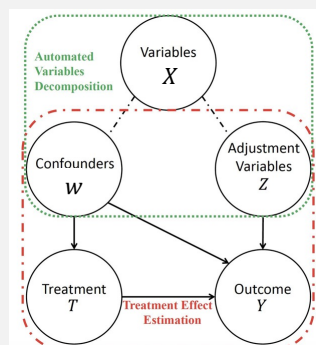 Automated
Variables
Decomposition
Variables
X
Confounders
w
Adjustment
Variables
Z
Treatment
T
Treatment Effect
Estimation
Outcome
Y